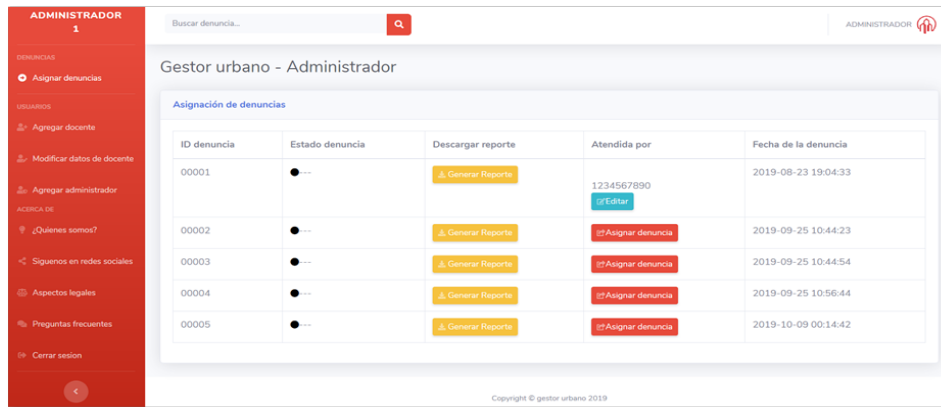 ADMINISTRADOR
1
DENUNCIAS
Asignar denuncias
USUARIOS
Agregar docente
Modificar datos de docente
Agregar administrador
ACERCA DE
¿Quienes somos?
Siguenos en redes sociales
Aspectos legales
Preguntas frecuentes
Cerrar sesion
Buscar denuncia...
ADMINISTRADOR
Gestor urbano - Administrador
Asignación de denuncias
ID denuncia Estado denuncia Descargar reporte Atendida por Fecha de la denuncia
00001 --- Generar Reporte 2019-08-23 19:04:33
1234567890
Editar
00002 --- Generar Reporte Asignar denuncia 2019-09-25 10:44:23
00003 --- Generar Reporte Asignar denuncia 2019-09-25 10:44:54
00004 --- Generar Reporte Asignar denuncia 2019-09-25 10:56:44
00005 --- Generar Reporte Asignar denuncia 2019-10-09 00:14:42
Copyright © gestor urbano 2019